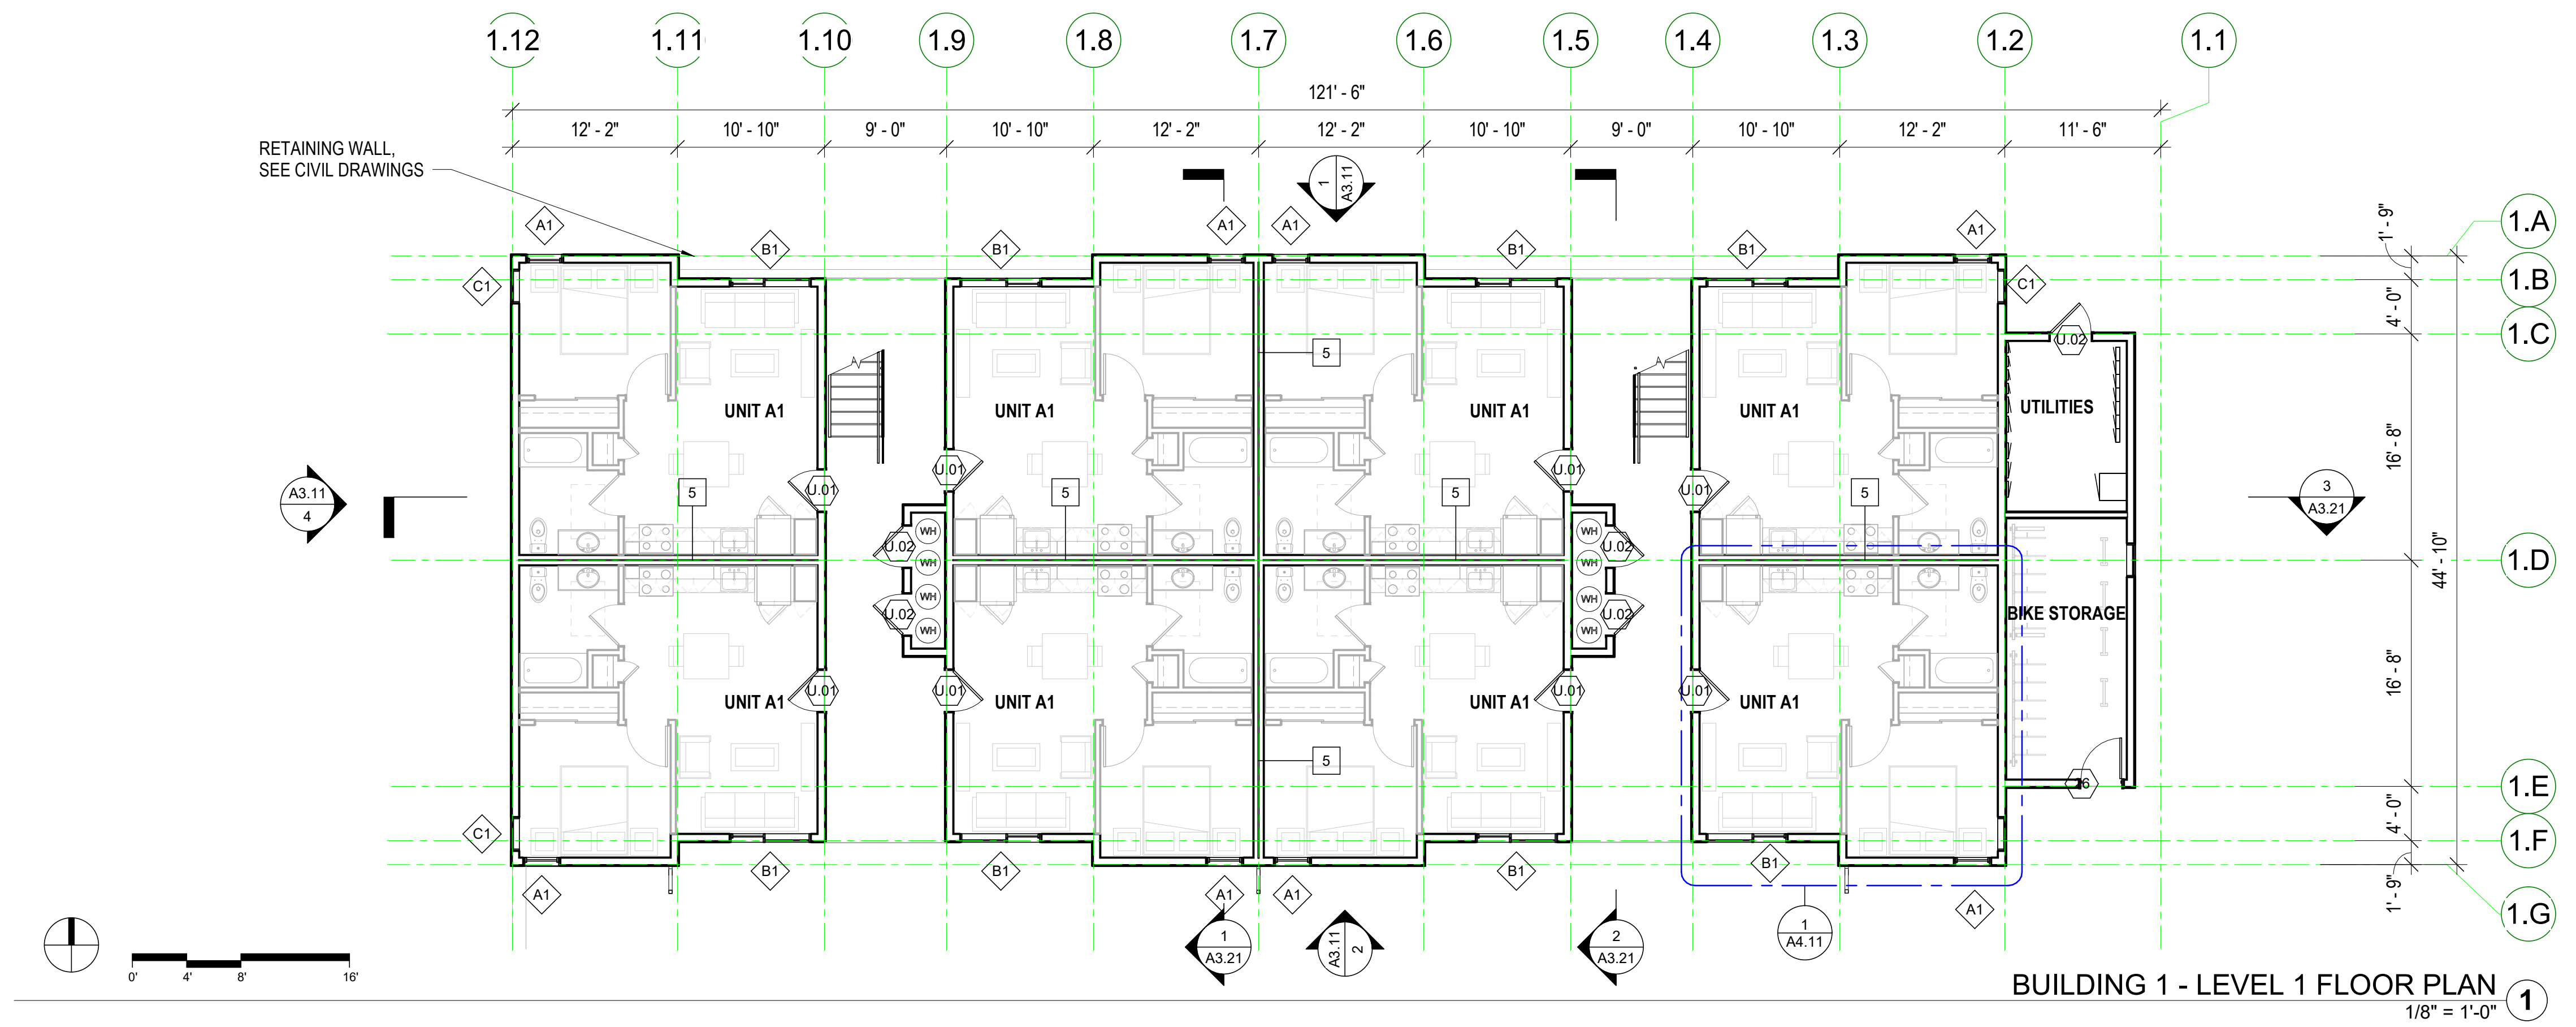 1.12 1.11 1.10 1.9 1.8 1.7 1.6 1.5 1.4 1.3 1.2 1.1
121' - 6"
12' - 2" 10' - 10" 9' - 0" 10' - 10" 12' - 2" 12' - 2" 10' - 10" 9' - 0" 10' - 10" 12' - 2" 11' - 6"
RETAINING WALL,
SEE CIVIL DRAWINGS
1
A3.11
A1 A1 A1 A1
B1 B1 B1 B1
C1 C1
1.A
1.B
1.C
1.D
1.E
1.F
1.G
1' - 9"
4' - 0"
16' - 8"
16' - 8"
4' - 0"
1' - 9"
44' - 10"
U.02
5
UNIT A1 UNIT A1 UNIT A1 UNIT A1 UTILITIES
U.01 U.01 U.01
5 5 5 5
U.01 U.01
A3.11
4
3
A3.21
WH WH
U.02 U.02
WH WH
WH WH
U.02 U.02
WH WH
BIKE STORAGE
U.01 U.01 U.01 U.01
UNIT A1 UNIT A1 UNIT A1 UNIT A1
5
C1
B1 B1 B1 B1
A1 A1 A1 A1
1
A3.21
A3.11
2
2
A3.21
1
A4.11
0' 4' 8' 16'
BUILDING 1 - LEVEL 1 FLOOR PLAN
1
1/8" = 1'-0"